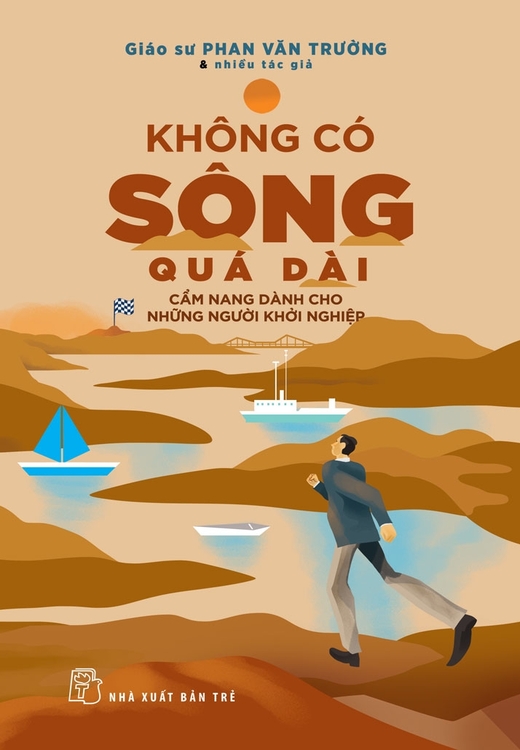 Giáo sư PHAN VĂN TRƯỜNG
& nhiều tác giả
KHÔNG CÓ
SÔNG
QUÁ DÀI
CẨM NANG DÀNH CHO
NHỮNG NGƯỜI KHỞI NGHIỆP
NHÀ XUẤT BẢN TRẺ